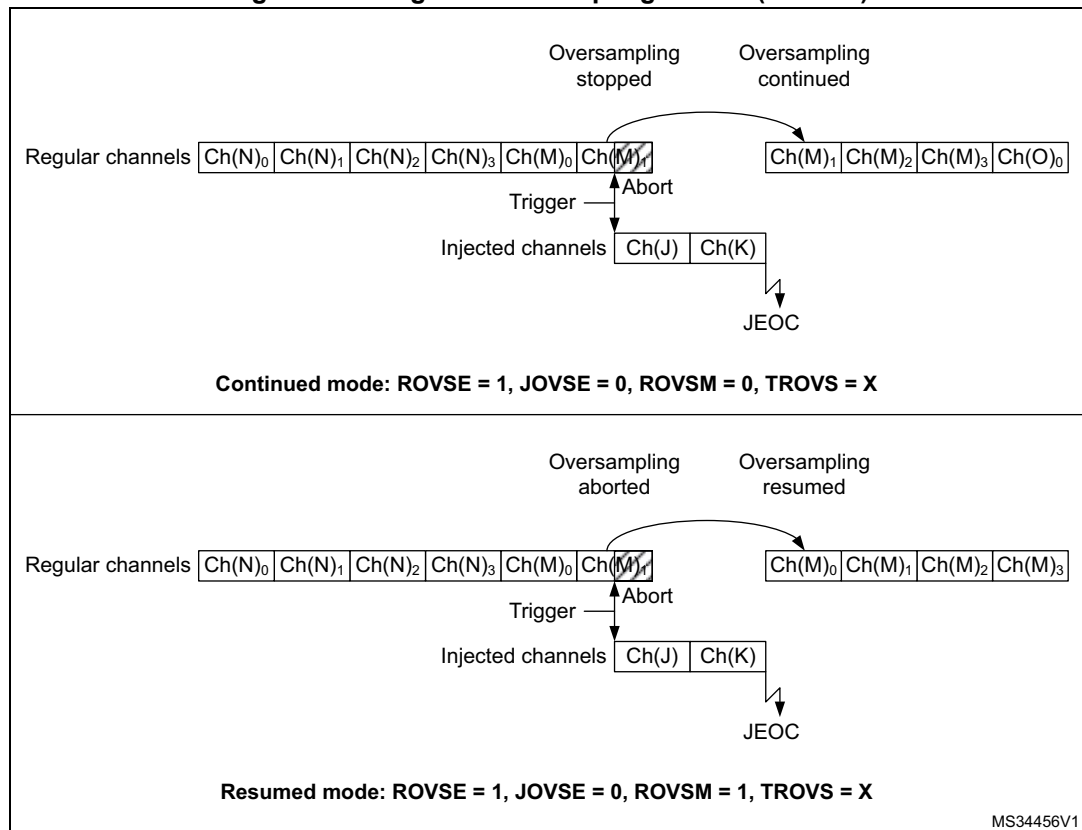 Oversampling stopped
Oversampling continued
Regular channels Ch(N)₀ Ch(N)₁ Ch(N)₂ Ch(N)₃ Ch(M)₀ Ch(M)₁ Ch(M)₁ Ch(M)₂ Ch(M)₃ Ch(O)₀
Abort
Trigger
Injected channels Ch(J) Ch(K)
JEOC
Continued mode: ROVSE = 1, JOVSE = 0, ROVSM = 0, TROVS = X
Oversampling aborted
Oversampling resumed
Regular channels Ch(N)₀ Ch(N)₁ Ch(N)₂ Ch(N)₃ Ch(M)₀ Ch(M)₁ Ch(M)₀ Ch(M)₁ Ch(M)₂ Ch(M)₃
Abort
Trigger
Injected channels Ch(J) Ch(K)
JEOC
Resumed mode: ROVSE = 1, JOVSE = 0, ROVSM = 1, TROVS = X
MS34456V1